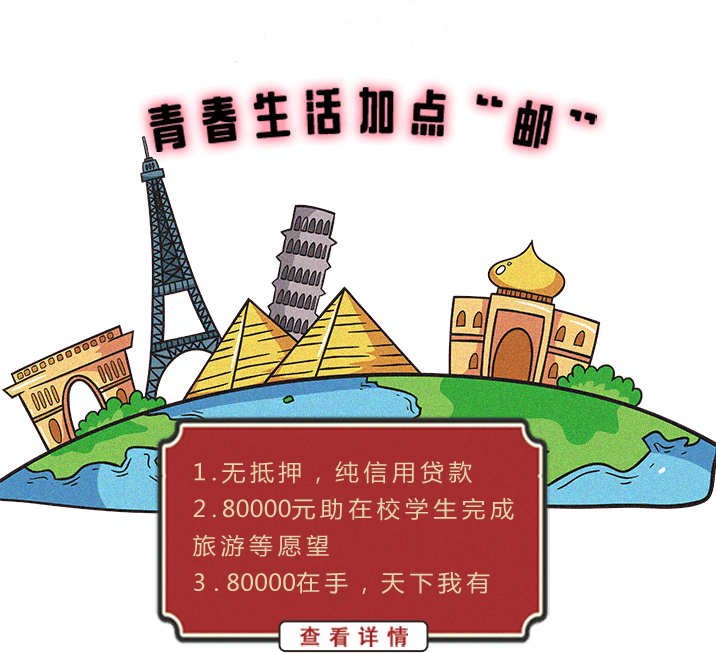 青春生活加点“邮”
1.无抵押，纯信用贷款
2.80000元助在校学生完成
旅游等愿望
3.80000在手，天下我有
查看详情